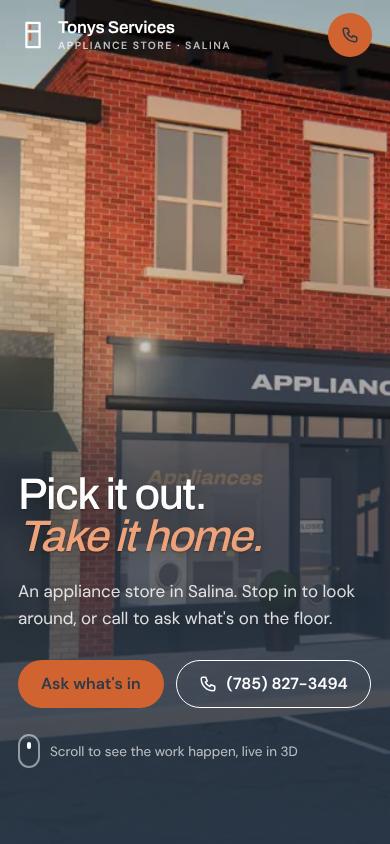 Tonys Services
APPLIANCE STORE · SALINA
APPLIANC
Appliances
Pick it out.
Take it home.
An appliance store in Salina. Stop in to look
around, or call to ask what's on the floor.
Ask what's in
(785) 827-3494
Scroll to see the work happen, live in 3D